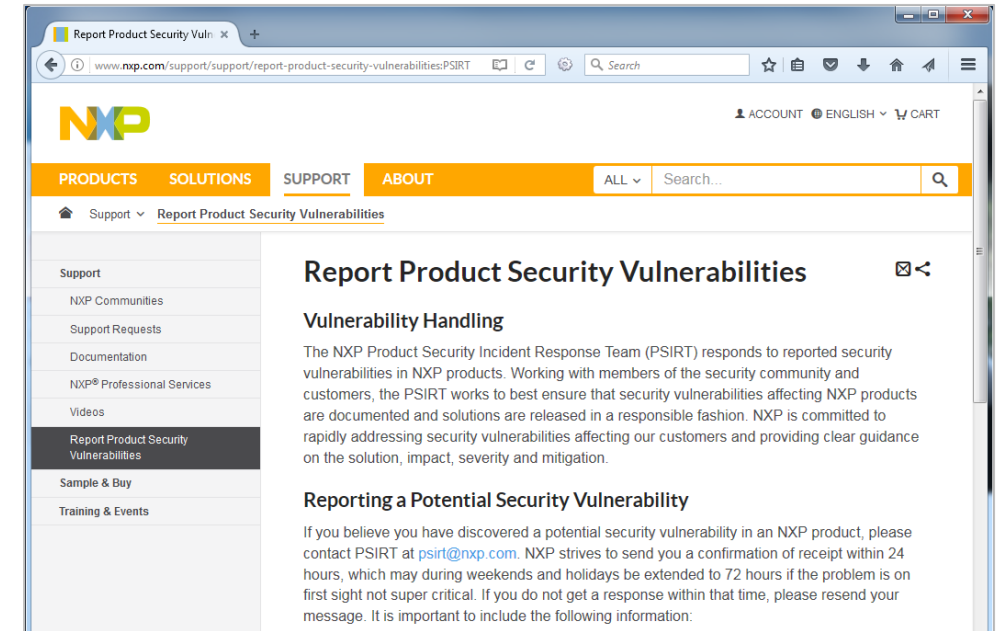 Report Product Security Vuln
www.nxp.com/support/support/report-product-security-vulnerabilities:PSIRT
Search
NXP
ACCOUNT ENGLISH CART
PRODUCTS SOLUTIONS SUPPORT ABOUT ALL Search...
Support Report Product Security Vulnerabilities
Support
NXP Communities
Support Requests
Documentation
NXP® Professional Services
Videos
Report Product Security
Vulnerabilities
Sample & Buy
Training & Events
Report Product Security Vulnerabilities
Vulnerability Handling
The NXP Product Security Incident Response Team (PSIRT) responds to reported security
vulnerabilities in NXP products. Working with members of the security community and
customers, the PSIRT works to best ensure that security vulnerabilities affecting NXP products
are documented and solutions are released in a responsible fashion. NXP is committed to
rapidly addressing security vulnerabilities affecting our customers and providing clear guidance
on the solution, impact, severity and mitigation.
Reporting a Potential Security Vulnerability
If you believe you have discovered a potential security vulnerability in an NXP product, please
contact PSIRT at psirt@nxp.com. NXP strives to send you a confirmation of receipt within 24
hours, which may during weekends and holidays be extended to 72 hours if the problem is on
first sight not super critical. If you do not get a response within that time, please resend your
message. It is important to include the following information: